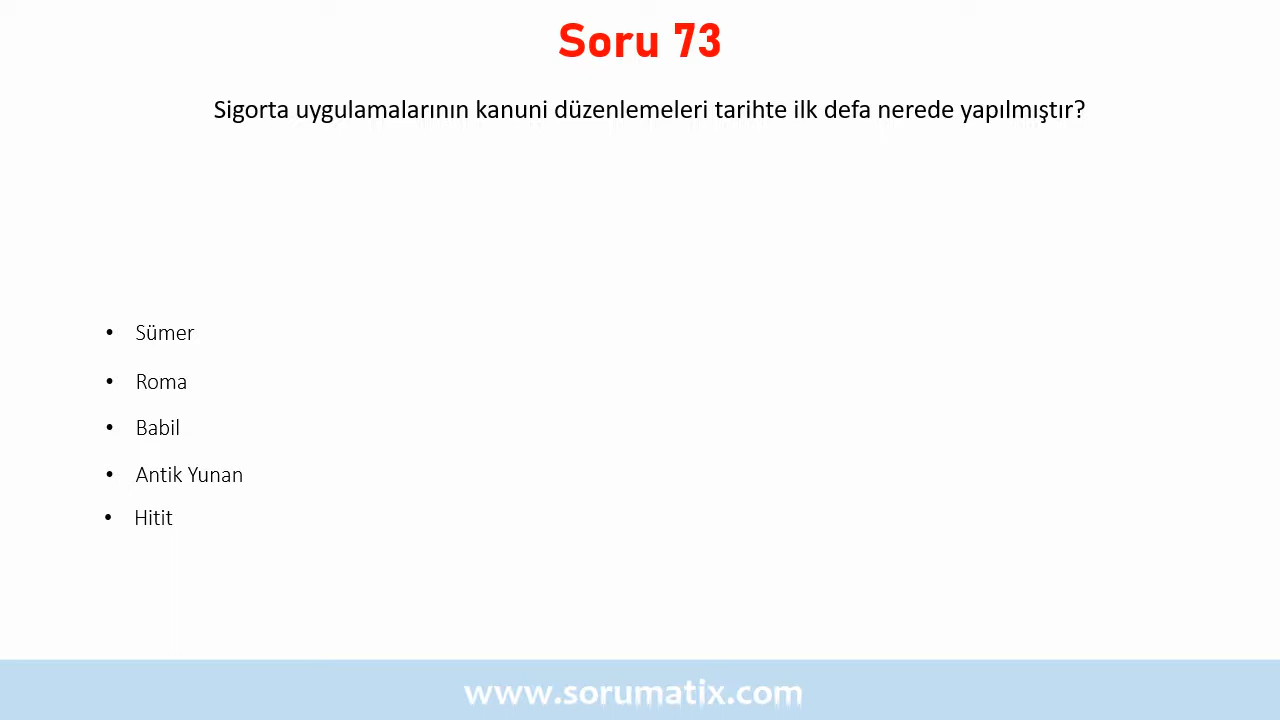 Soru 73
Sigorta uygulamalarının kanuni düzenlemeleri tarihte ilk defa nerede yapılmıştır?
• Sümer
• Roma
• Babil
• Antik Yunan
• Hitit
www.sorumatix.com